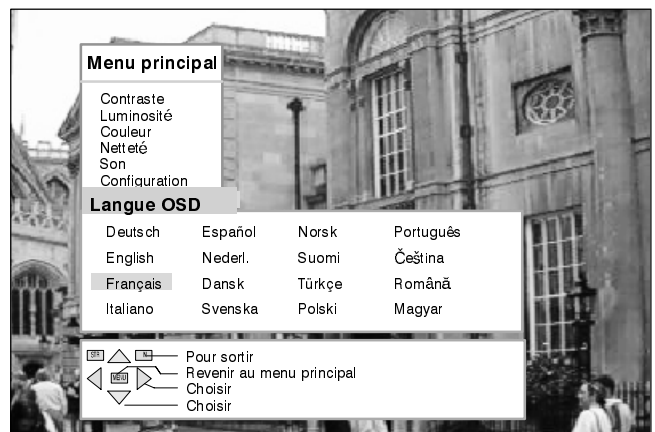 Menu principal
Contraste
Luminosité
Couleur
Netteté
Son
Configuration
Langue OSD
Deutsch Español Norsk Português
English Nederl. Suomi Čeština
Français Dansk Türkçe Română
Italiano Svenska Polski Magyar
Pour sortir
MENU Revenir au menu principal
Choisir
Choisir